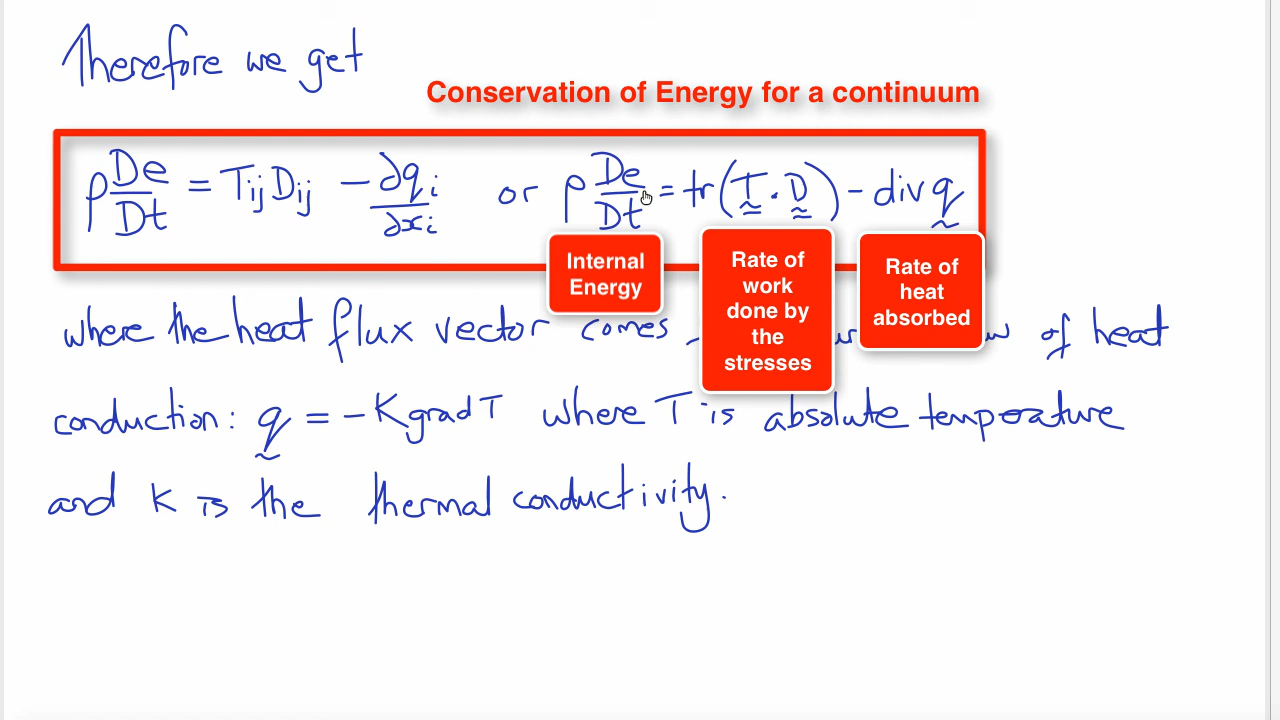 Therefore we get
Conservation of Energy for a continuum
ρ De/Dt = Tij Dij − ∂qi/∂xi or ρ De/Dt = tr(T · D) − div q
Internal
Energy
Rate of
work
done by
the
stresses
Rate of
heat
absorbed
where the heat flux vector comes of heat
conduction: q = −K grad T where T is absolute temperature
and K is the thermal conductivity.